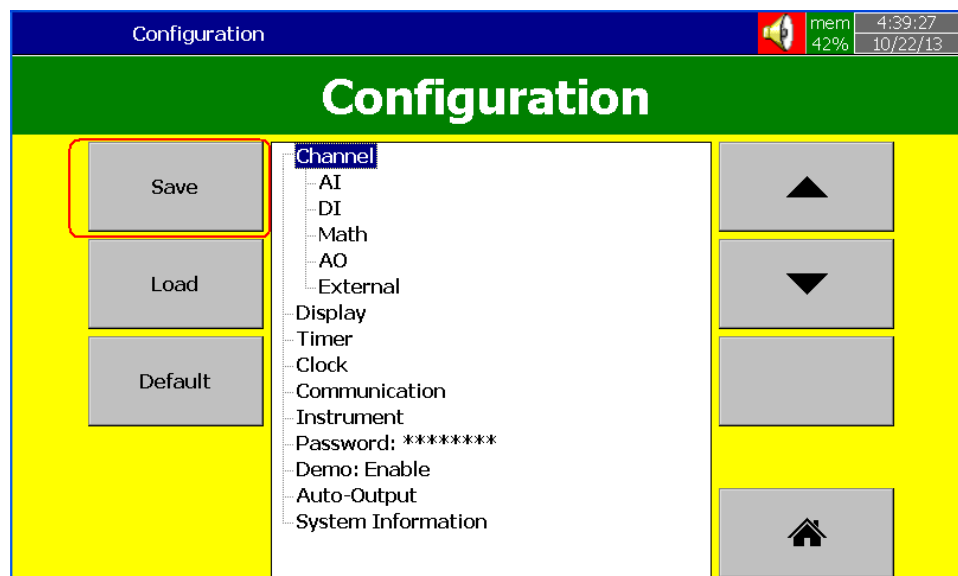 Configuration
mem 4:39:27
42% 10/22/13
Configuration
Save
Load
Default
Channel
AI
DI
Math
AO
External
Display
Timer
Clock
Communication
Instrument
Password: ********
Demo: Enable
Auto-Output
System Information